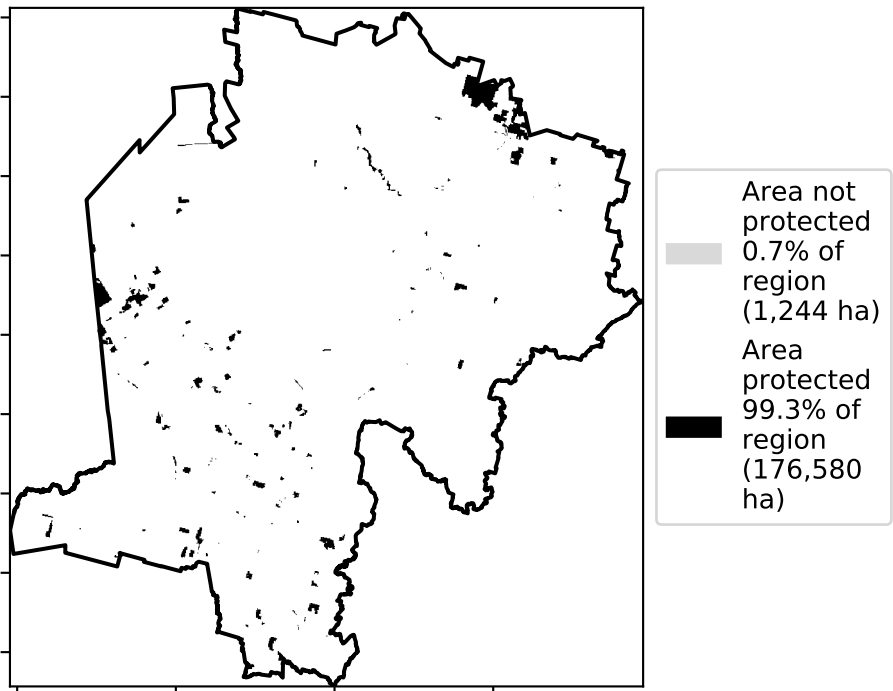 Area not
protected
0.7% of
region
(1,244 ha)
Area
protected
99.3% of
region
(176,580
ha)